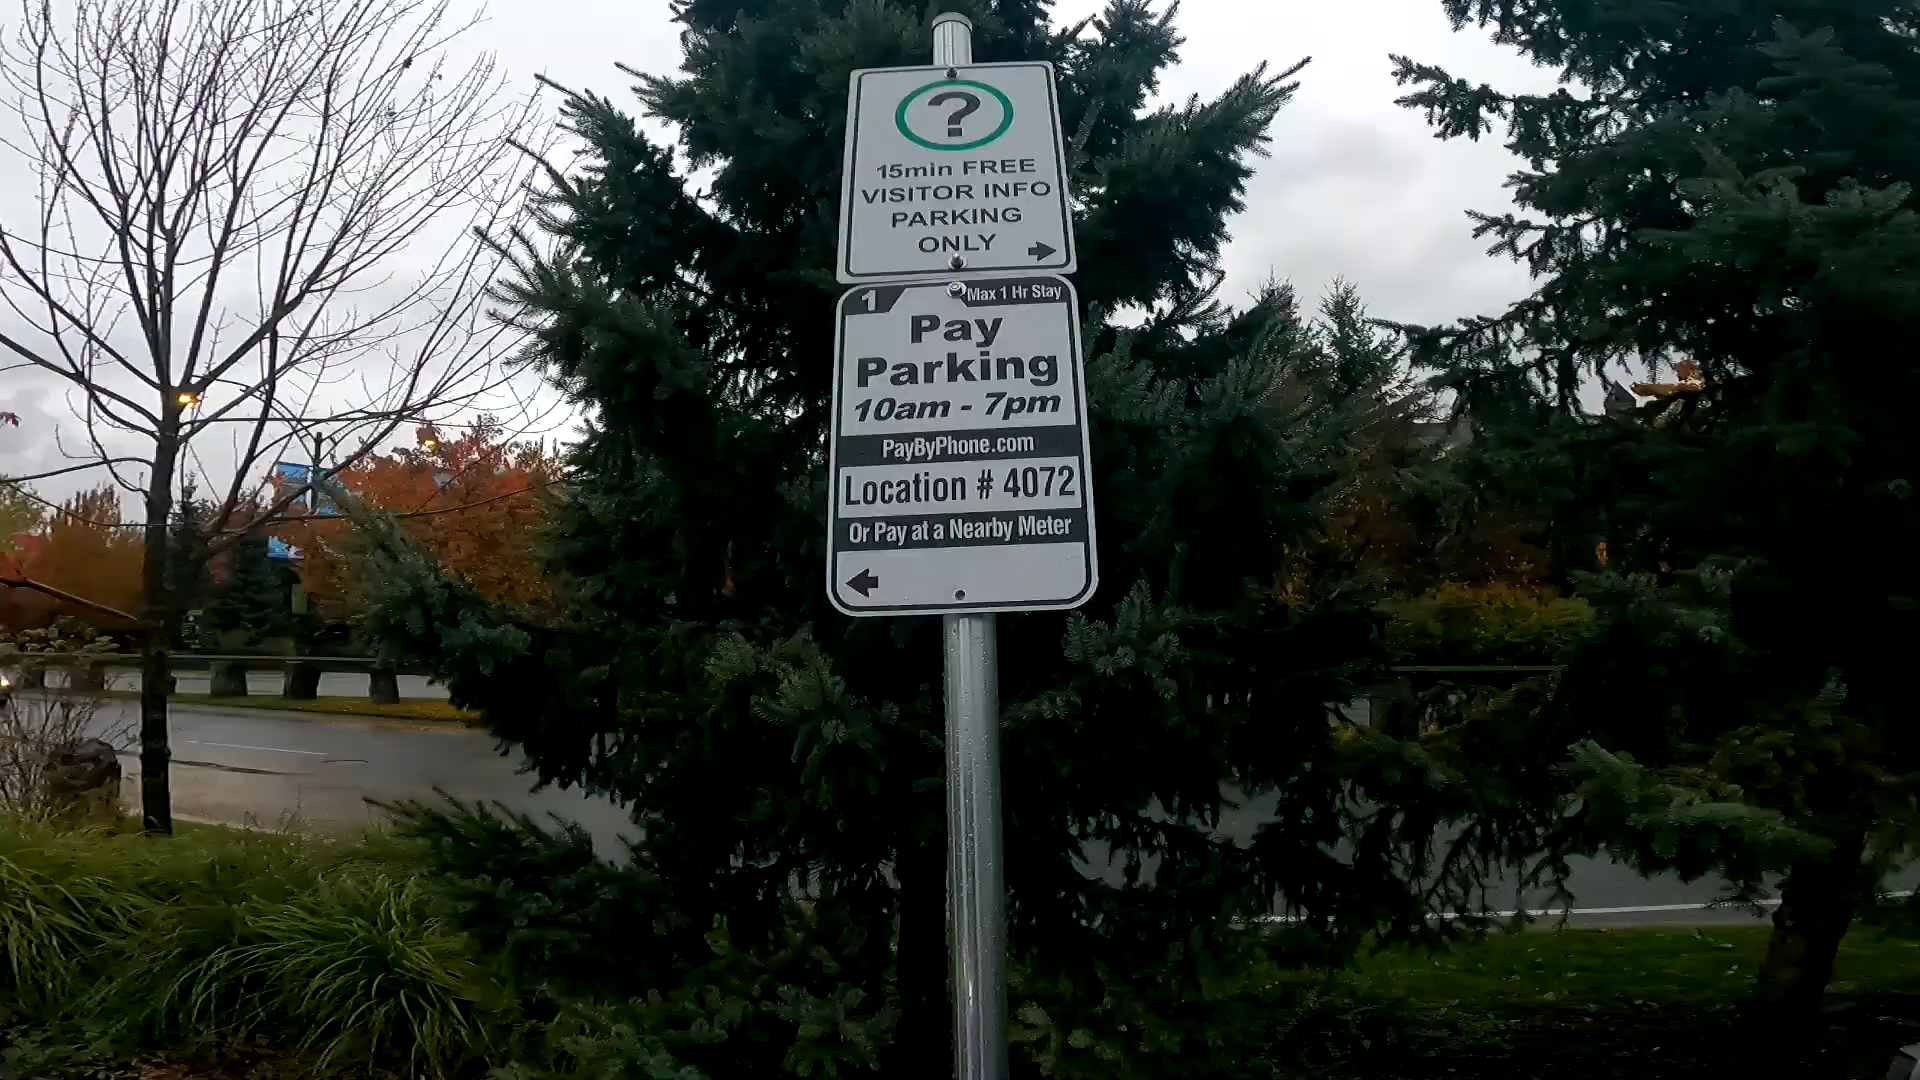 ?
15min FREE
VISITOR INFO
PARKING
ONLY
1 Max 1 Hr Stay
Pay
Parking
10am - 7pm
PayByPhone.com
Location # 4072
Or Pay at a Nearby Meter